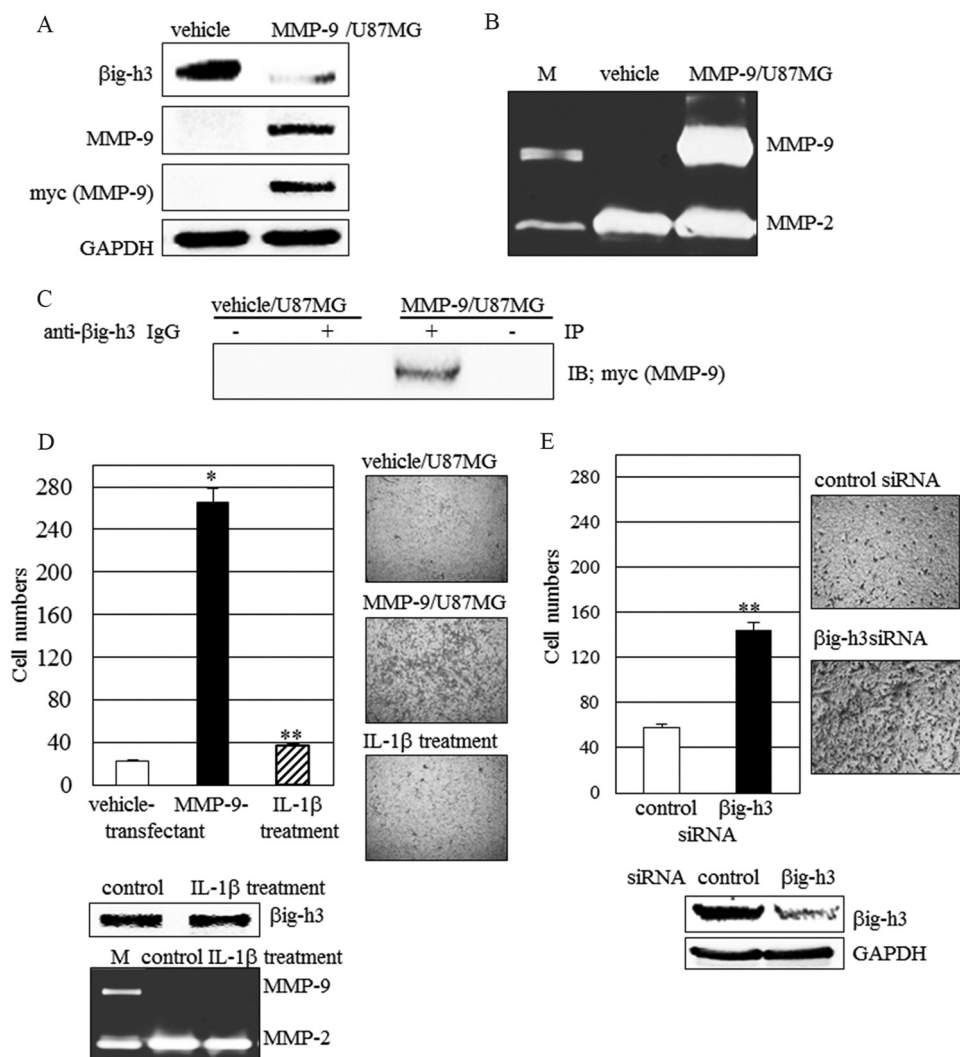 A
vehicle MMP-9 /U87MG
βig-h3
MMP-9
myc (MMP-9)
GAPDH
B
M vehicle MMP-9/U87MG
MMP-9
MMP-2
C
vehicle/U87MG MMP-9/U87MG
anti-βig-h3 IgG - + + - IP
IB; myc (MMP-9)
D
Cell numbers
280
240
200
160
120
80
40
0
*
**
vehicle- MMP-9- IL-1β
transfectant treatment
vehicle/U87MG
MMP-9/U87MG
IL-1β treatment
control IL-1β treatment
βig-h3
M control IL-1β treatment
MMP-9
MMP-2
E
Cell numbers
280
240
200
160
120
80
40
0
**
control βig-h3
siRNA
control siRNA
βig-h3siRNA
siRNA control βig-h3
βig-h3
GAPDH